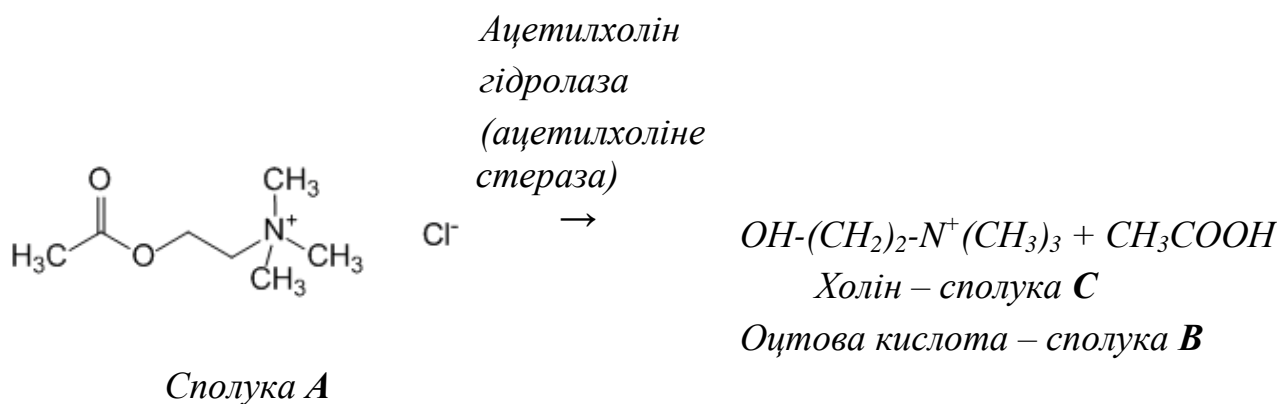 Ацетилхолін
гідролаза
(ацетилхоліне
стераза)
→
O
CH₃
N⁺
Cl⁻
H₃C
O
CH₃
CH₃
OH-(CH₂)₂-N⁺(CH₃)₃ + CH₃COOH
Холін – сполука C
Оцтова кислота – сполука B
Сполука A